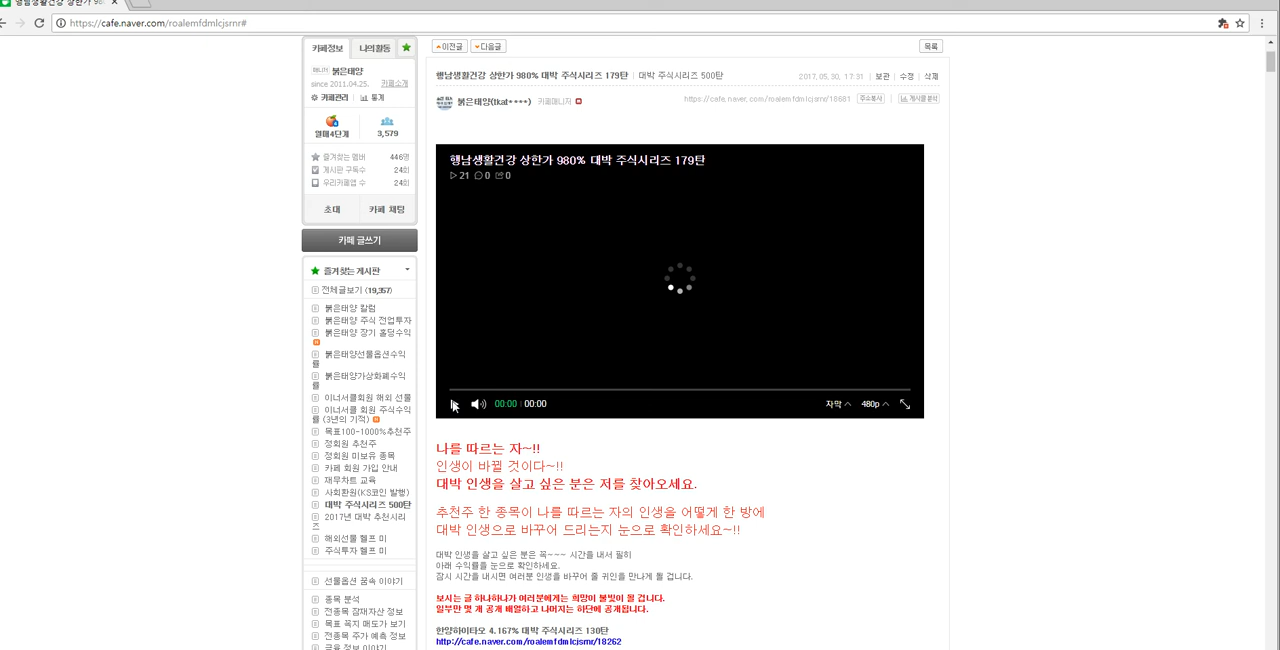 행남생활건강 상한가 98
https://cafe.naver.com/roalemfdmlcjsrnr#
카페정보
나의활동
매니저 붉은태양
since 2011.04.25.
카페소개
카페관리
통계
열매4단계
3,579
즐겨찾는 멤버 446명
게시판 구독수 24회
우리카페앱 수 24회
초대
카페 채팅
카페 글쓰기
즐겨찾는 게시판
전체글보기 (19,357)
붉은태양 칼럼
붉은태양 주식 전업투자
붉은태양 장기 홀딩수익
붉은태양선물옵션수익
률
붉은태양가상화폐수익
률
이너서클회원 해외 선물
이너서클 회원 주식수익
률 (3년의 기적)
목표100-1000%추천주
정회원 추천주
정회원 미보유 종목
카페 회원 가입 안내
재무차트 교육
사회환원(KS코인 발행)
대박 주식시리즈 500탄
2017년 대박 추천시리
즈
해외선물 헬프 미
주식투자 헬프 미
선물옵션 꿈속 이야기
종목 분석
전종목 잠재자산 정보
목표 꼭지 매도가 보기
전종목 주가 예측 정보
금융 정보 이야기
이전글
다음글
목록
행남생활건강 상한가 980% 대박 주식시리즈 179탄 | 대박 주식시리즈 500탄
2017.05.30. 17:31 | 보관 | 수정 | 삭제
붉은태양(tkat****) 카페매니저
https://cafe.naver.com/roalemfdmlcjsrnr/18661 주소복사 | 게시글 분석
행남생활건강 상한가 980% 대박 주식시리즈 179탄
21 0 0
00:00 | 00:00
자막
480p
나를 따르는 자~!!
인생이 바뀔 것이다~!!
대박 인생을 살고 싶은 분은 저를 찾아오세요.
추천주 한 종목이 나를 따르는 자의 인생을 어떻게 한 방에
대박 인생으로 바꾸어 드리는지 눈으로 확인하세요~!!
대박 인생을 살고 싶은 분은 꼭~~~ 시간을 내서 필히
아래 수익률을 눈으로 확인하세요.
잠시 시간을 내시면 여러분 인생을 바꾸어 줄 귀인을 만나게 될 겁니다.
보시는 글 하나하나가 여러분에게는 희망이 불빛이 될 겁니다.
일부만 몇 개 공개 배열하고 나머지는 하단에 공개됩니다.
한양하이타오 4.167% 대박 주식시리즈 130탄
http://cafe.naver.com/roalemfdmlcjsrnr/18262